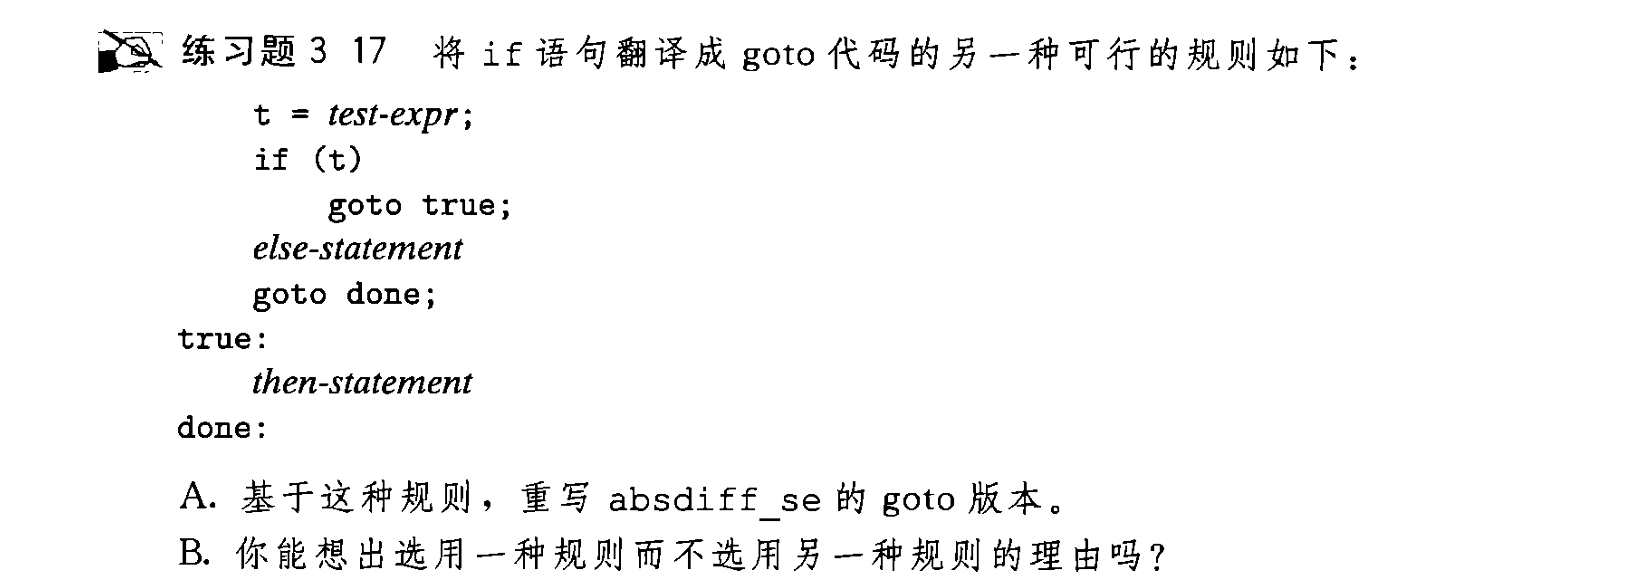 练习题 3 17 将 if 语句翻译成 goto 代码的另一种可行的规则如下：
t = test-expr;
if (t)
goto true;
else-statement
goto done;
true:
then-statement
done:
A. 基于这种规则，重写 absdiff_se 的 goto 版本。
B. 你能想出选用一种规则而不选用另一种规则的理由吗？